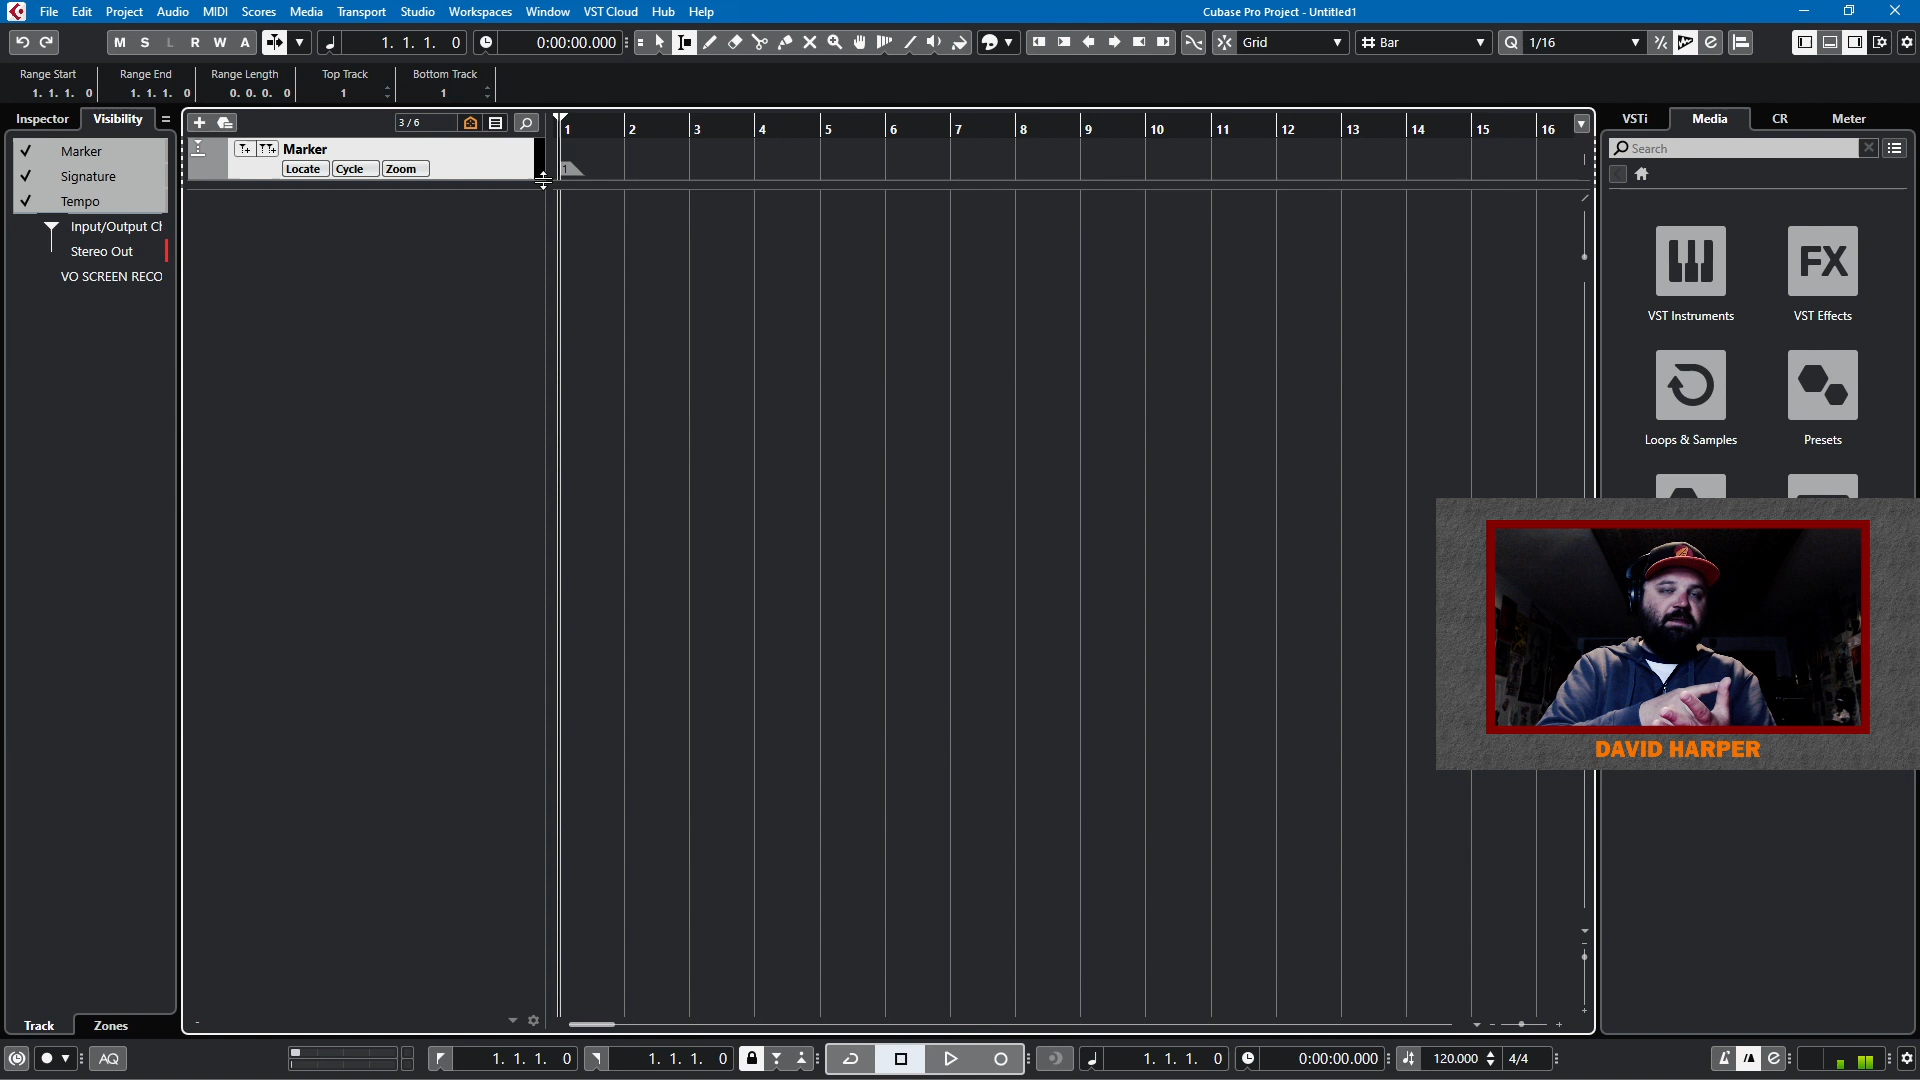 File Edit Project Audio MIDI Scores Media Transport Studio Workspaces Window VST Cloud Hub Help
Cubase Pro Project - Untitled1
M S L R W A
1. 1. 1. 0
0:00:00.000
Grid
Bar
1/16
Range Start
1. 1. 1. 0
Range End
1. 1. 1. 0
Range Length
0. 0. 0. 0
Top Track
1
Bottom Track
1
Inspector
Visibility
Marker
Signature
Tempo
Input/Output Ch
Stereo Out
VO SCREEN RECO
3 / 6
Marker
Locate Cycle Zoom
1 2 3 4 5 6 7 8 9 10 11 12 13 14 15 16
1
VSTi Media CR Meter
Search
VST Instruments
FX
VST Effects
Loops & Samples
Presets
DAVID HARPER
Track
Zones
AQ
1. 1. 1. 0
1. 1. 1. 0
1. 1. 1. 0
0:00:00.000
120.000
4/4